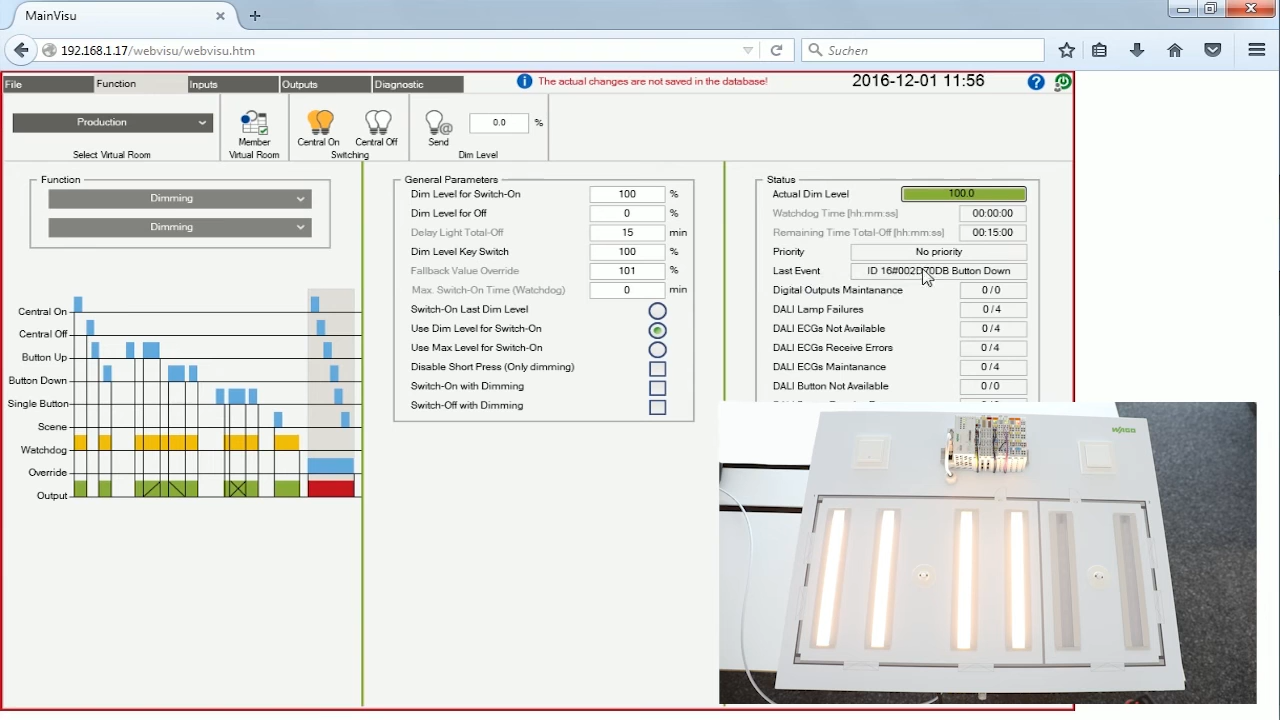 MainVisu
192.168.1.17/webvisu/webvisu.htm
Suchen
File
Function
Inputs
Outputs
Diagnostic
The actual changes are not saved in the database!
2016-12-01 11:56
Production
Select Virtual Room
Member
Virtual Room
Central On
Central Off
Switching
Send
0.0 %
Dim Level
Function
Dimming
Dimming
Central On
Central Off
Button Up
Button Down
Single Button
Scene
Watchdog
Override
Output
General Parameters
Dim Level for Switch-On 100 %
Dim Level for Off 0 %
Delay Light Total-Off 15 min
Dim Level Key Switch 100 %
Fallback Value Override 101 %
Max. Switch-On Time (Watchdog) 0 min
Switch-On Last Dim Level
Use Dim Level for Switch-On
Use Max Level for Switch-On
Disable Short Press (Only dimming)
Switch-On with Dimming
Switch-Off with Dimming
Status
Actual Dim Level 100.0
Watchdog Time [hh:mm:ss] 00:00:00
Remaining Time Total-Off [hh:mm:ss] 00:15:00
Priority No priority
Last Event ID 16#002D70DB Button Down
Digital Outputs Maintanance 0 / 0
DALI Lamp Failures 0 / 4
DALI ECGs Not Available 0 / 4
DALI ECGs Receive Errors 0 / 4
DALI ECGs Maintanance 0 / 4
DALI Button Not Available 0 / 0
WAGO